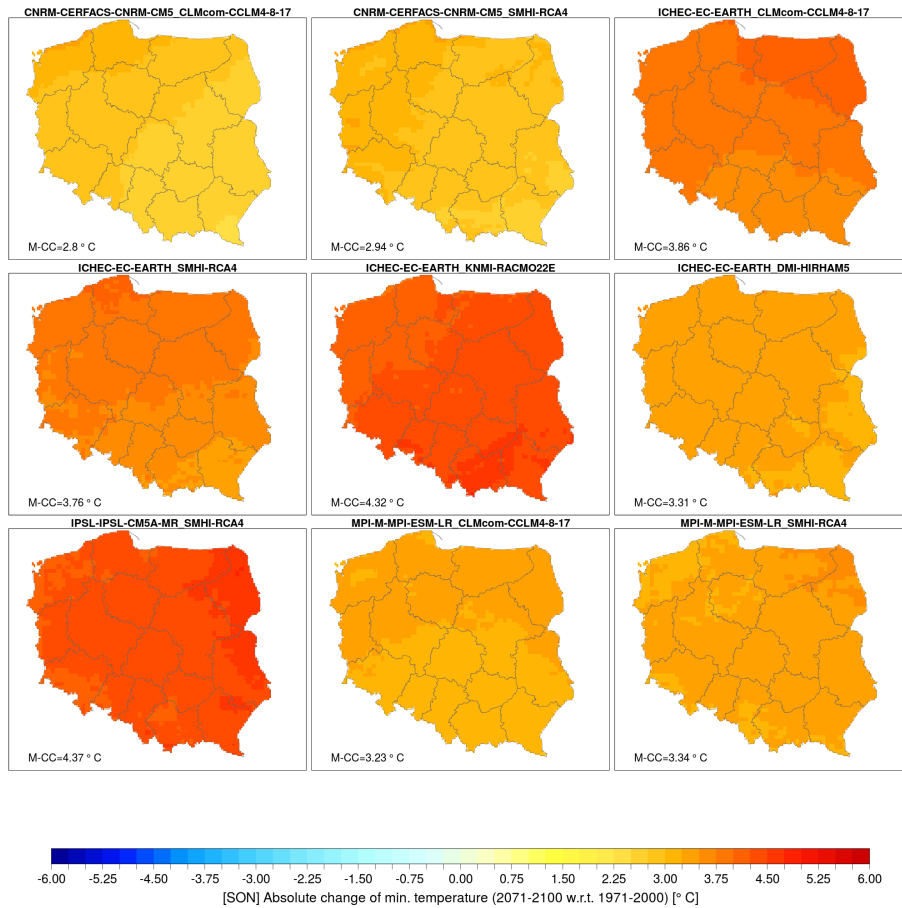 CNRM-CERFACS-CNRM-CM5_CLMcom-CCLM4-8-17
CNRM-CERFACS-CNRM-CM5_SMHI-RCA4
ICHEC-EC-EARTH_CLMcom-CCLM4-8-17
M-CC=2.8 ° C
M-CC=2.94 ° C
M-CC=3.86 ° C
ICHEC-EC-EARTH_SMHI-RCA4
ICHEC-EC-EARTH_KNMI-RACMO22E
ICHEC-EC-EARTH_DMI-HIRHAM5
M-CC=3.76 ° C
M-CC=4.32 ° C
M-CC=3.31 ° C
IPSL-IPSL-CM5A-MR_SMHI-RCA4
MPI-M-MPI-ESM-LR_CLMcom-CCLM4-8-17
MPI-M-MPI-ESM-LR_SMHI-RCA4
M-CC=4.37 ° C
M-CC=3.23 ° C
M-CC=3.34 ° C
-6.00 -5.25 -4.50 -3.75 -3.00 -2.25 -1.50 -0.75 0.00 0.75 1.50 2.25 3.00 3.75 4.50 5.25 6.00
[SON] Absolute change of min. temperature (2071-2100 w.r.t. 1971-2000) [° C]